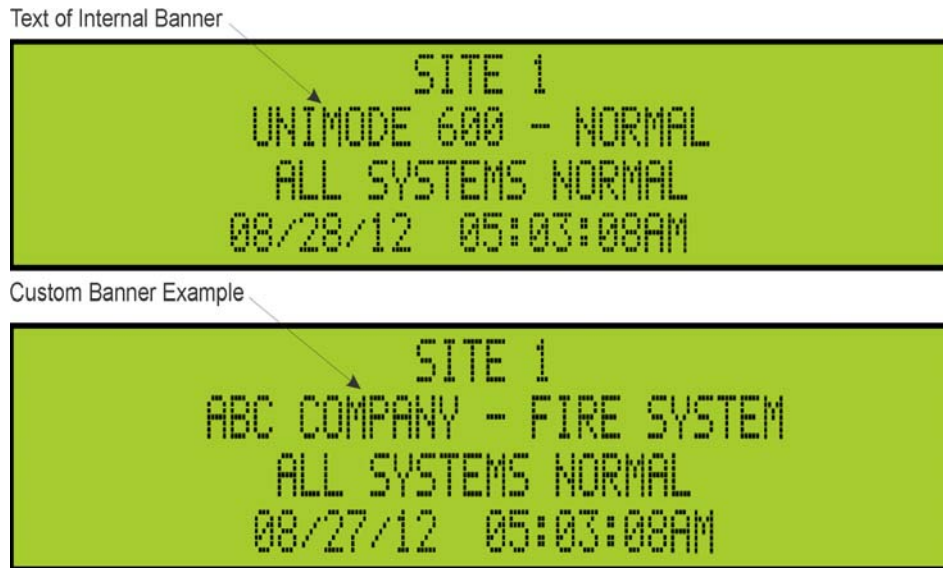 Text of Internal Banner
SITE 1
UNIMODE 600 - NORMAL
ALL SYSTEMS NORMAL
08/28/12 05:03:08AM
Custom Banner Example
SITE 1
ABC COMPANY - FIRE SYSTEM
ALL SYSTEMS NORMAL
08/27/12 05:03:08AM